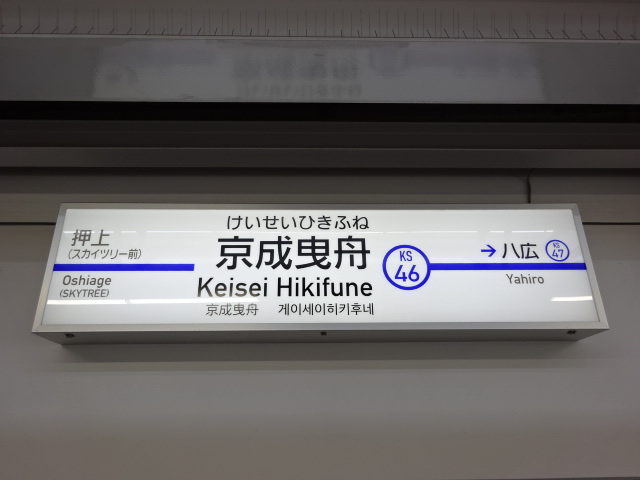 押上
(スカイツリー前)
Oshiage
(SKYTREE)
けいせいひきふね
京成曳舟
Keisei Hikifune
京成曳舟 게이세이히키후네
KS
46
→ 八広
KS
47
Yahiro